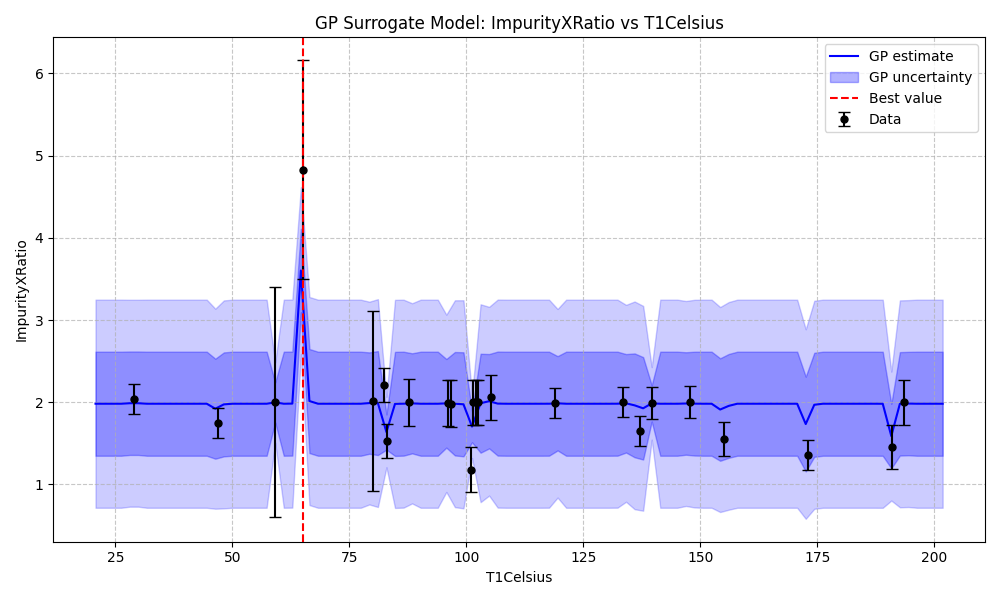 GP Surrogate Model: ImpurityXRatio vs T1Celsius
GP estimate
GP uncertainty
Best value
Data
ImpurityXRatio
6
5
4
3
2
1
25
50
75
100
125
150
175
200
T1Celsius